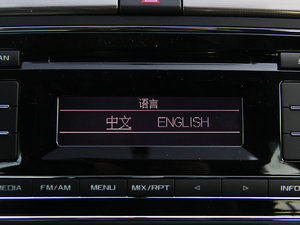 语言
中文 ENGLISH
MEDIA FM/AM MENU MIX/RPT INFO